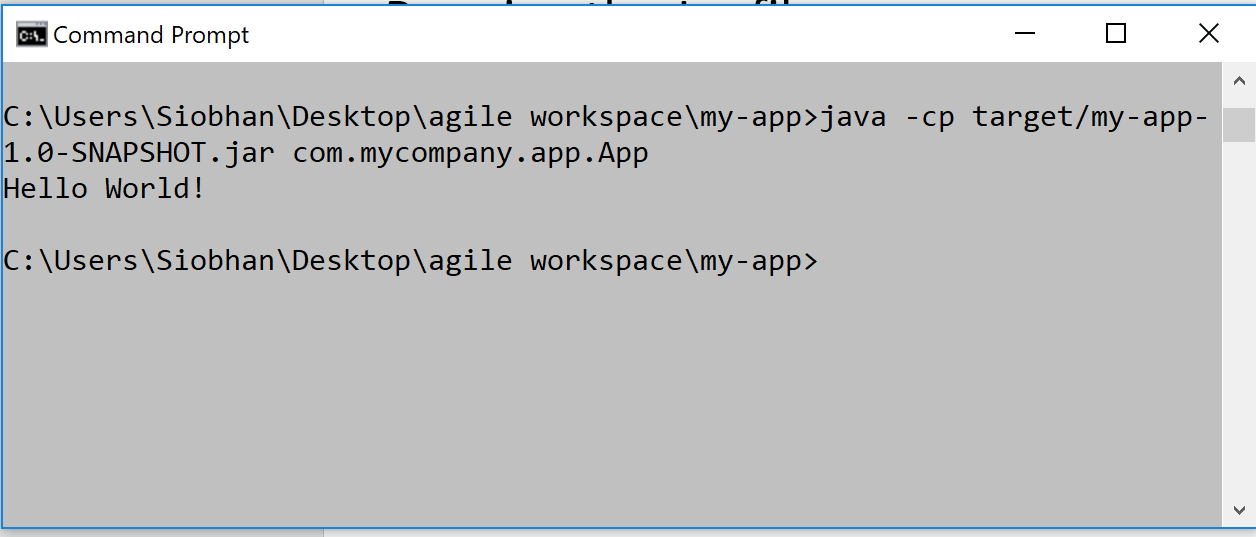 Command Prompt
C:\Users\Siobhan\Desktop\agile workspace\my-app>java -cp target/my-app-
1.0-SNAPSHOT.jar com.mycompany.app.App
Hello World!
C:\Users\Siobhan\Desktop\agile workspace\my-app>